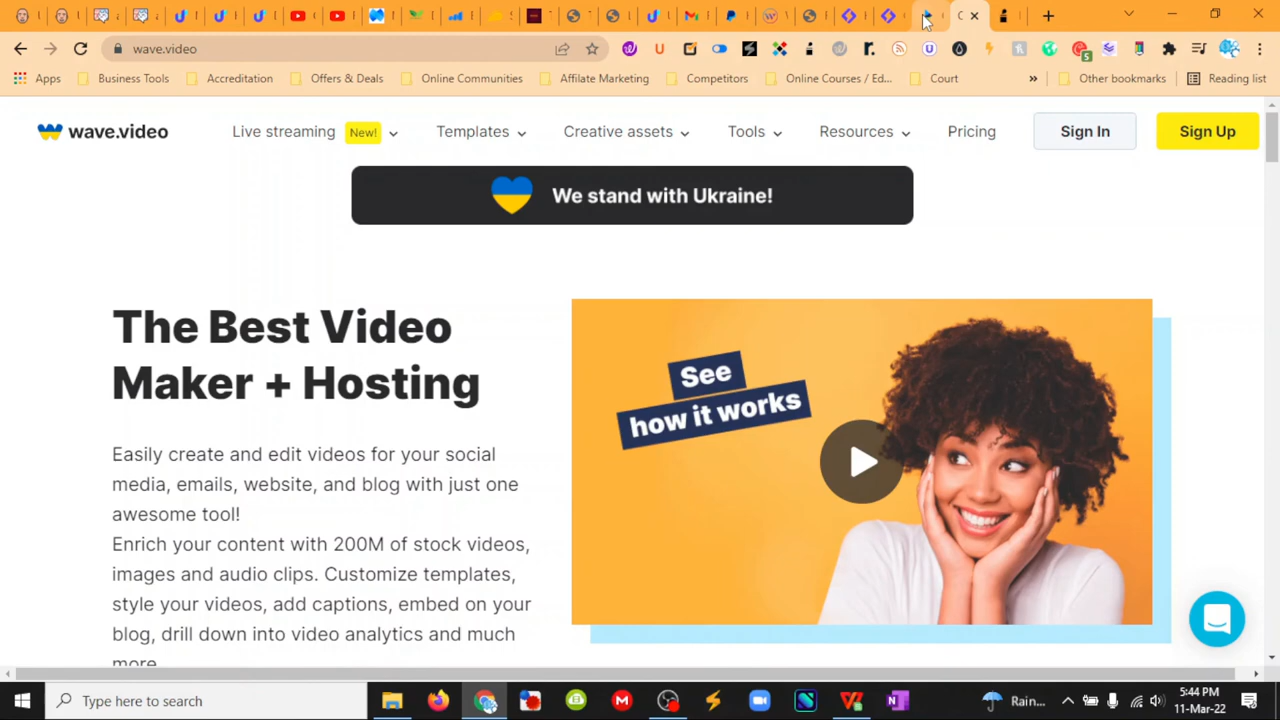 wave.video
Apps
Business Tools
Accreditation
Offers & Deals
Online Communities
Affilate Marketing
Competitors
Online Courses / Ed...
Court
»
Other bookmarks
Reading list
5
wave.video
Live streaming New!
Templates
Creative assets
Tools
Resources
Pricing
Sign In
Sign Up
We stand with Ukraine!
The Best Video
Maker + Hosting
Easily create and edit videos for your social
media, emails, website, and blog with just one
awesome tool!
Enrich your content with 200M of stock videos,
images and audio clips. Customize templates,
style your videos, add captions, embed on your
blog, drill down into video analytics and much
more
See
how it works
Type here to search
Rain...
5:44 PM
11-Mar-22